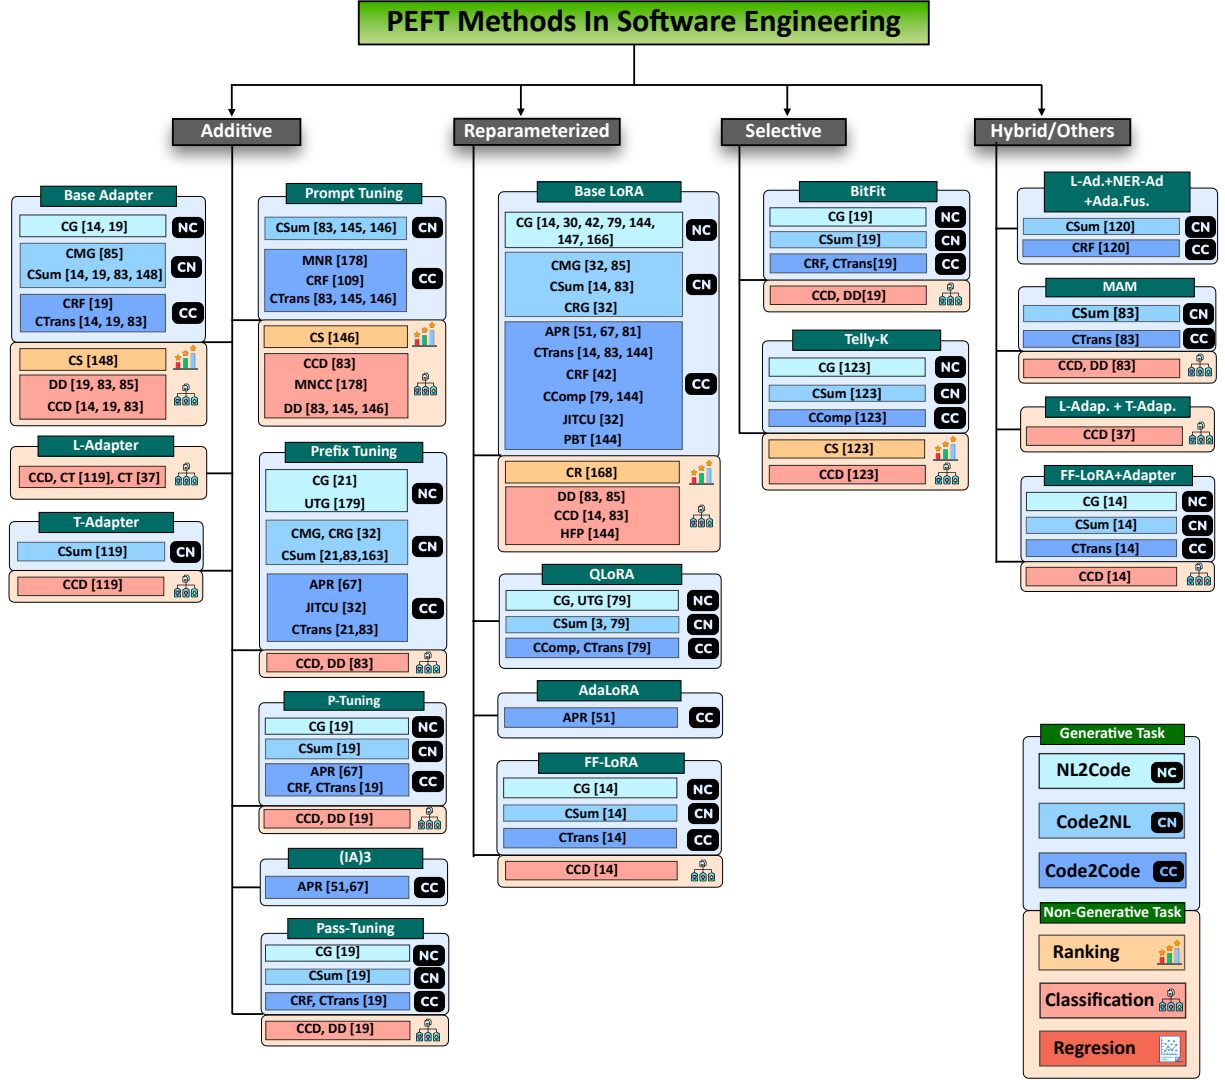 PEFT Methods In Software Engineering
Additive
Reparameterized
Selective
Hybrid/Others
Base Adapter
CG [14, 19]
NC
CMG [85]
CSum [14, 19, 83, 148]
CN
CRF [19]
CTrans [14, 19, 83]
CC
CS [148]
DD [19, 83, 85]
CCD [14, 19, 83]
L-Adapter
CCD, CT [119], CT [37]
T-Adapter
CSum [119]
CN
CCD [119]
Prompt Tuning
CSum [83, 145, 146]
CN
MNR [178]
CRF [109]
CTrans [83, 145, 146]
CC
CS [146]
CCD [83]
MNCC [178]
DD [83, 145, 146]
Prefix Tuning
CG [21]
UTG [179]
NC
CMG, CRG [32]
CSum [21,83,163]
CN
APR [67]
JITCU [32]
CTrans [21,83]
CC
CCD, DD [83]
P-Tuning
CG [19]
NC
CSum [19]
CN
APR [67]
CRF, CTrans [19]
CC
CCD, DD [19]
(IA)3
APR [51,67]
CC
Pass-Tuning
CG [19]
NC
CSum [19]
CN
CRF, CTrans [19]
CC
CCD, DD [19]
Base LoRA
CG [14, 30, 42, 79, 144,
147, 166]
NC
CMG [32, 85]
CSum [14, 83]
CRG [32]
CN
APR [51, 67, 81]
CTrans [14, 83, 144]
CRF [42]
CComp [79, 144]
JITCU [32]
PBT [144]
CC
CR [168]
DD [83, 85]
CCD [14, 83]
HFP [144]
QLoRA
CG, UTG [79]
NC
CSum [3, 79]
CN
CComp, CTrans [79]
CC
AdaLoRA
APR [51]
CC
FF-LoRA
CG [14]
NC
CSum [14]
CN
CTrans [14]
CC
CCD [14]
BitFit
CG [19]
NC
CSum [19]
CN
CRF, CTrans[19]
CC
CCD, DD[19]
Telly-K
CG [123]
NC
CSum [123]
CN
CComp [123]
CC
CS [123]
CCD [123]
L-Ad.+NER-Ad
+Ada.Fus.
CSum [120]
CN
CRF [120]
CC
MAM
CSum [83]
CN
CTrans [83]
CC
CCD, DD [83]
L-Adap. + T-Adap.
CCD [37]
FF-LoRA+Adapter
CG [14]
NC
CSum [14]
CN
CTrans [14]
CC
CCD [14]
Generative Task
NL2Code
NC
Code2NL
CN
Code2Code
CC
Non-Generative Task
Ranking
Classification
Regresion